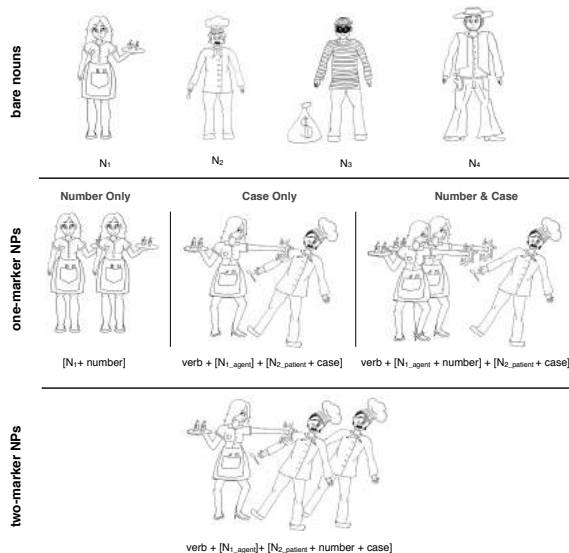 bare nouns
$
N₁
N₂
N₃
N₄
one-marker NPs
Number Only
Case Only
Number & Case
[N₁+ number]
verb + [N₁_agent] + [N₂_patient + case]
verb + [N₁_agent + number] + [N₂_patient + case]
two-marker NPs
verb + [N₁_agent]+ [N₂_patient + number + case]